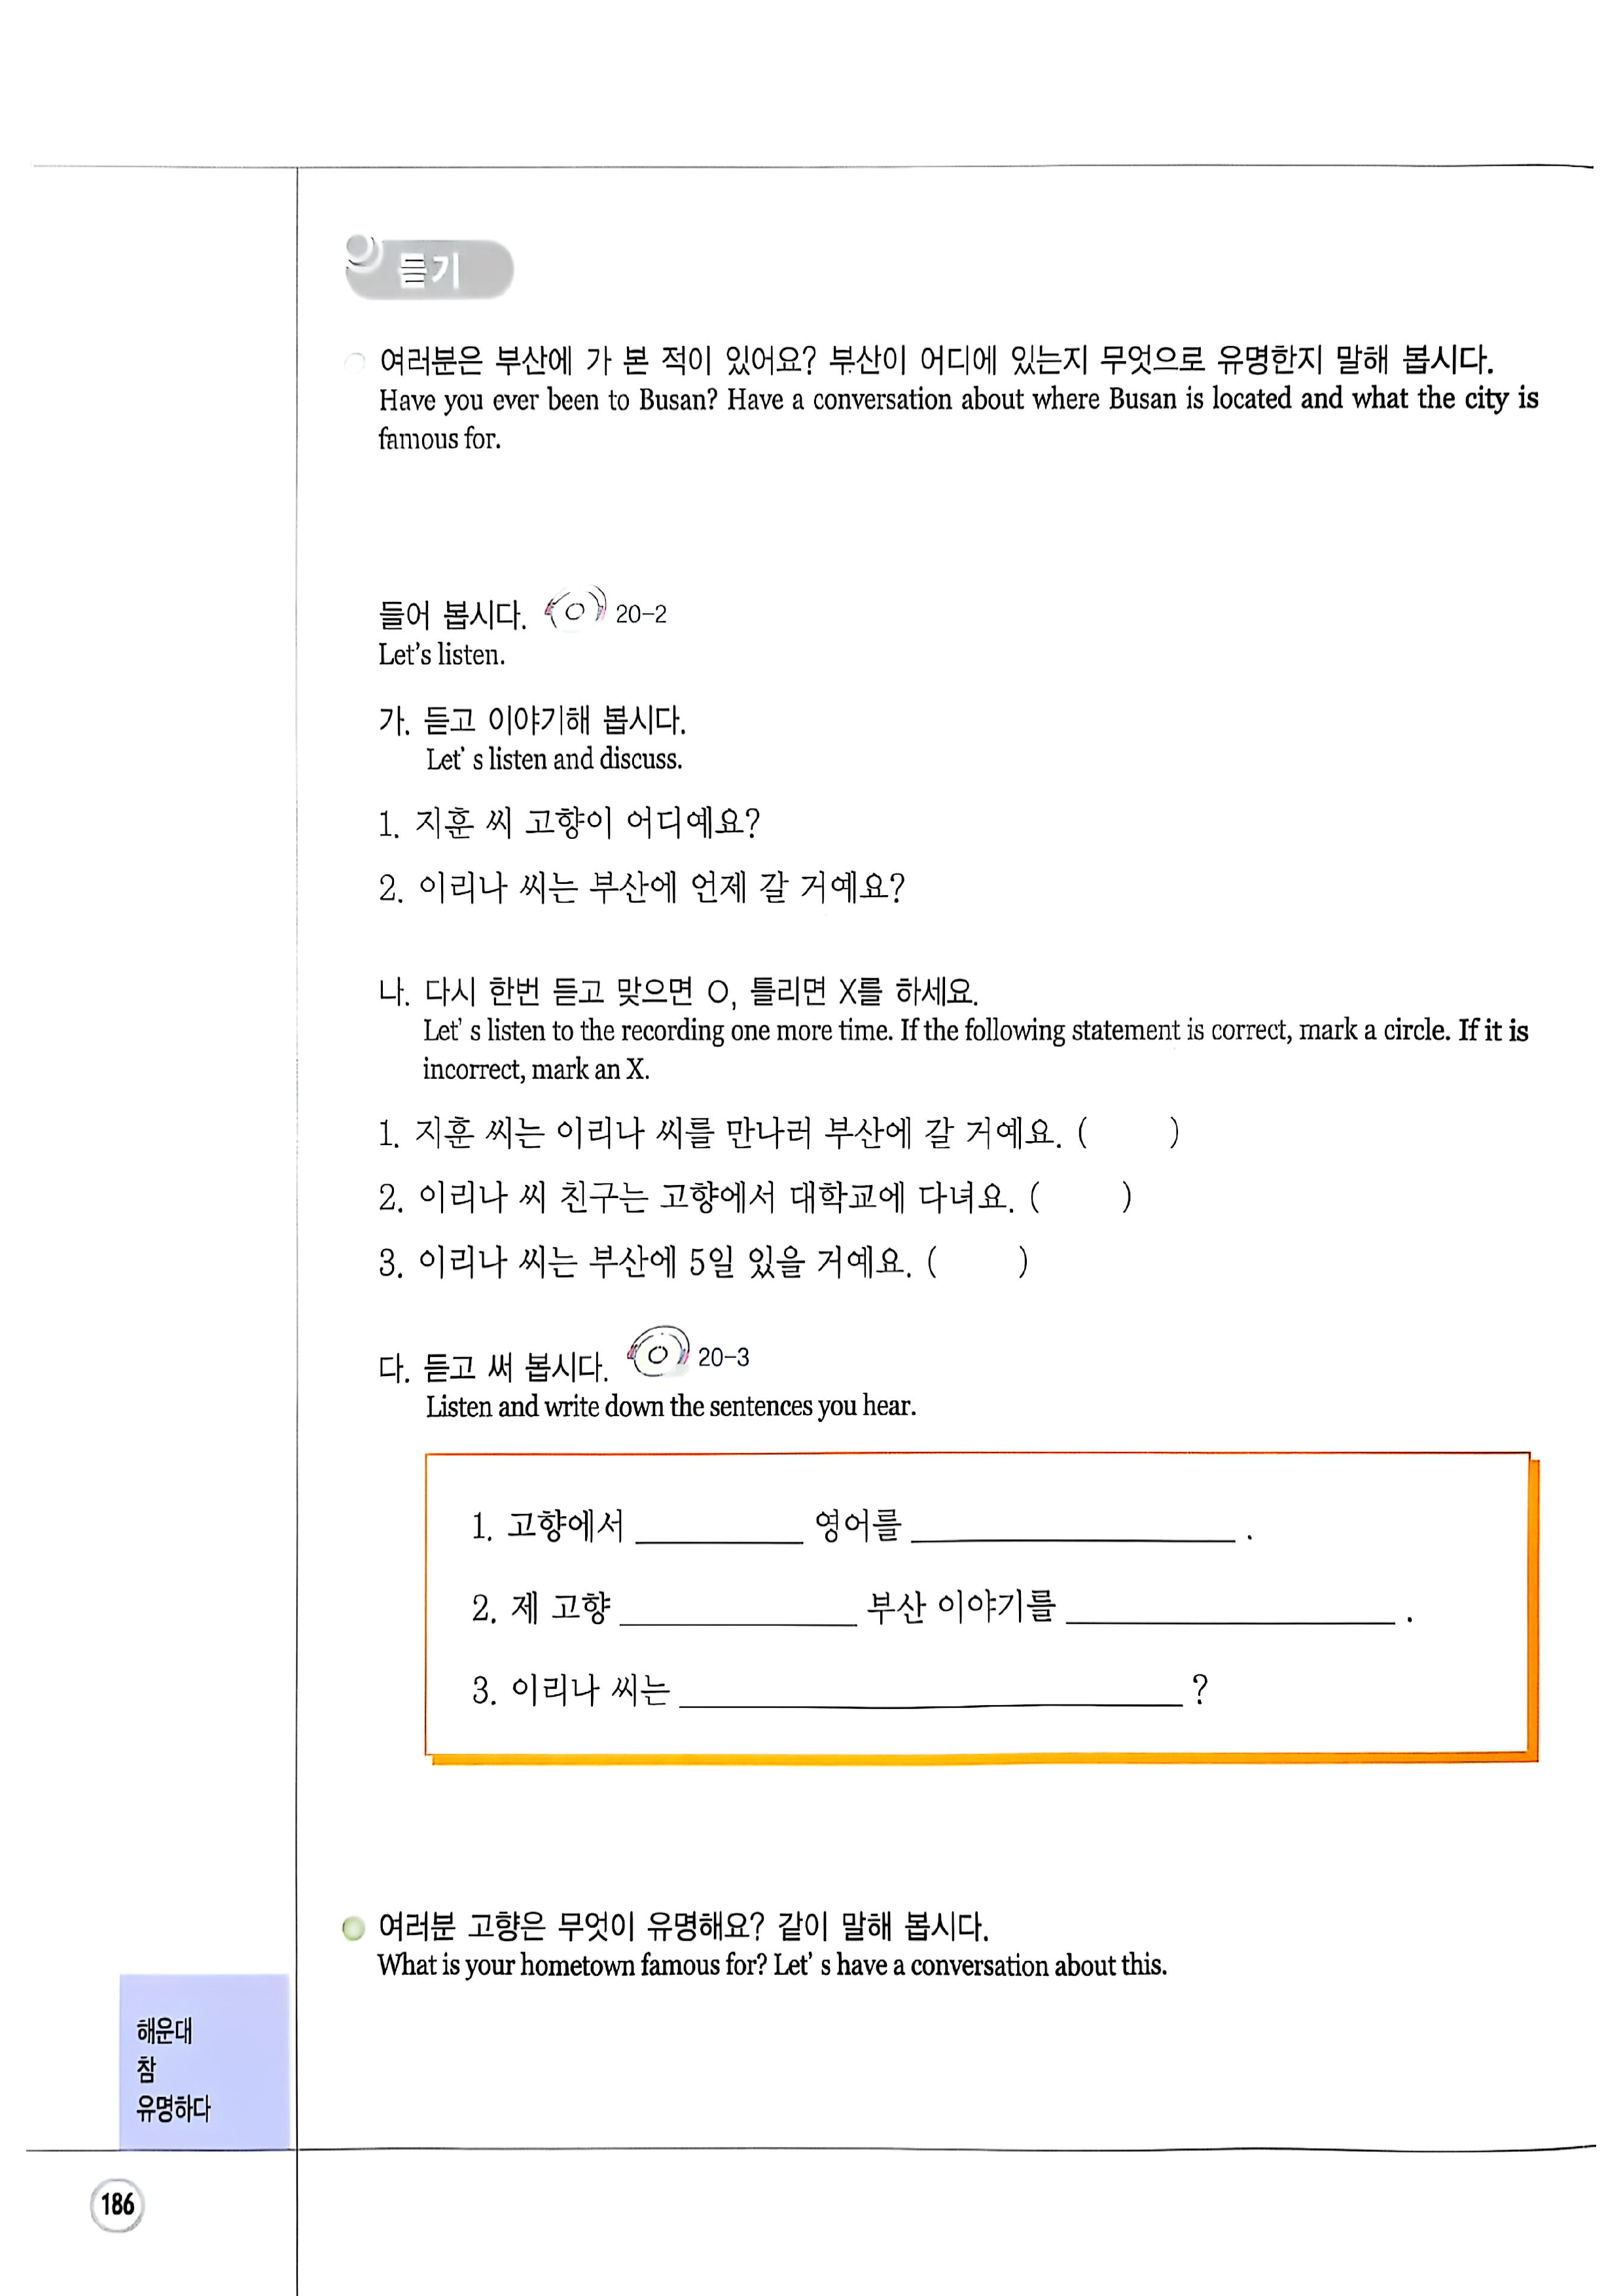 듣기
여러분은 부산에 가 본 적이 있어요? 부산이 어디에 있는지 무엇으로 유명한지 말해 봅시다.
Have you ever been to Busan? Have a conversation about where Busan is located and what the city is
famous for.
들어 봅시다. 20-2
Let's listen.
가. 듣고 이야기해 봅시다.
Let' s listen and discuss.
1. 지훈 씨 고향이 어디예요?
2. 이리나 씨는 부산에 언제 갈 거예요?
나. 다시 한번 듣고 맞으면 O, 틀리면 X를 하세요.
Let' s listen to the recording one more time. If the following statement is correct, mark a circle. If it is
incorrect, mark an X.
1. 지훈 씨는 이리나 씨를 만나러 부산에 갈 거예요. (    )
2. 이리나 씨 친구는 고향에서 대학교에 다녀요. (    )
3. 이리나 씨는 부산에 5일 있을 거예요. (    )
다. 듣고 써 봅시다. 20-3
Listen and write down the sentences you hear.
1. 고향에서 __________ 영어를 ____________________ .
2. 제 고향 ______________ 부산 이야기를 ____________________ .
3. 이리나 씨는 ______________________________ ?
여러분 고향은 무엇이 유명해요? 같이 말해 봅시다.
What is your hometown famous for? Let' s have a conversation about this.
해운대
참
유명하다
186